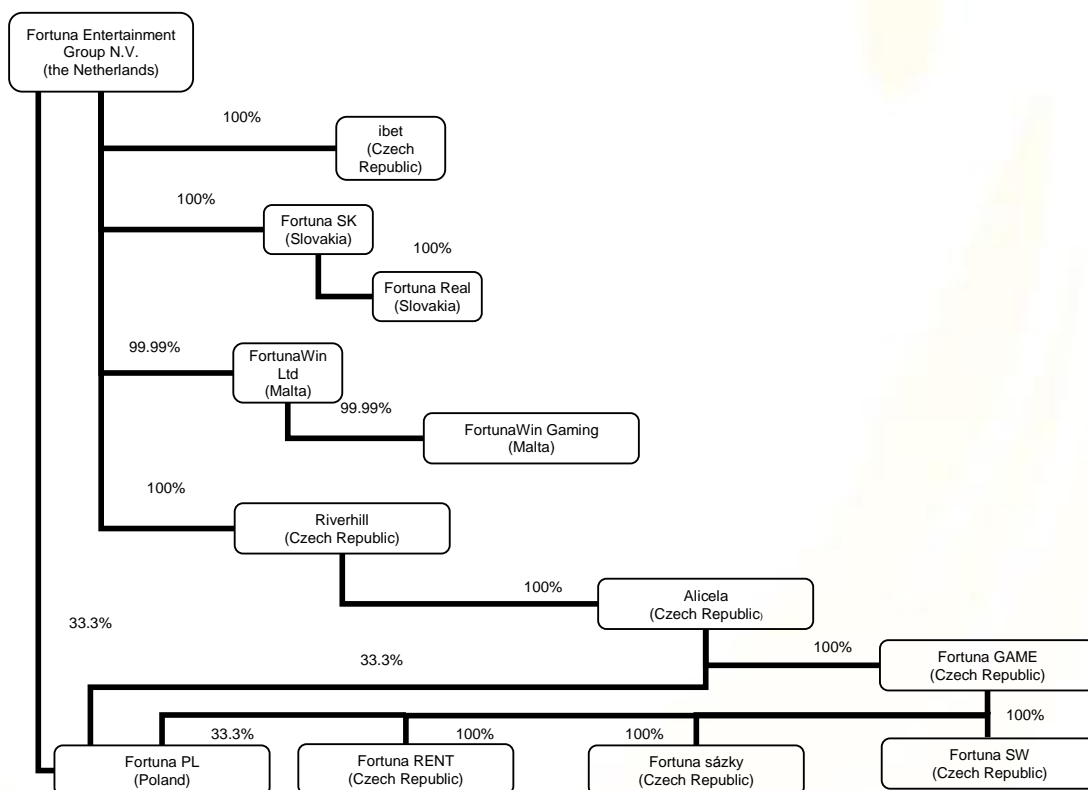 Fortuna Entertainment
Group N.V.
(the Netherlands)
100%
ibet
(Czech
Republic)
100%
Fortuna SK
(Slovakia)
100%
Fortuna Real
(Slovakia)
99.99%
FortunaWin
Ltd
(Malta)
99.99%
FortunaWin Gaming
(Malta)
100%
Riverhill
(Czech Republic)
100%
Alicela
(Czech Republic)
33.3%
33.3%
100%
Fortuna GAME
(Czech Republic)
33.3%
100%
100%
100%
Fortuna PL
(Poland)
Fortuna RENT
(Czech Republic)
Fortuna sázky
(Czech Republic)
Fortuna SW
(Czech Republic)